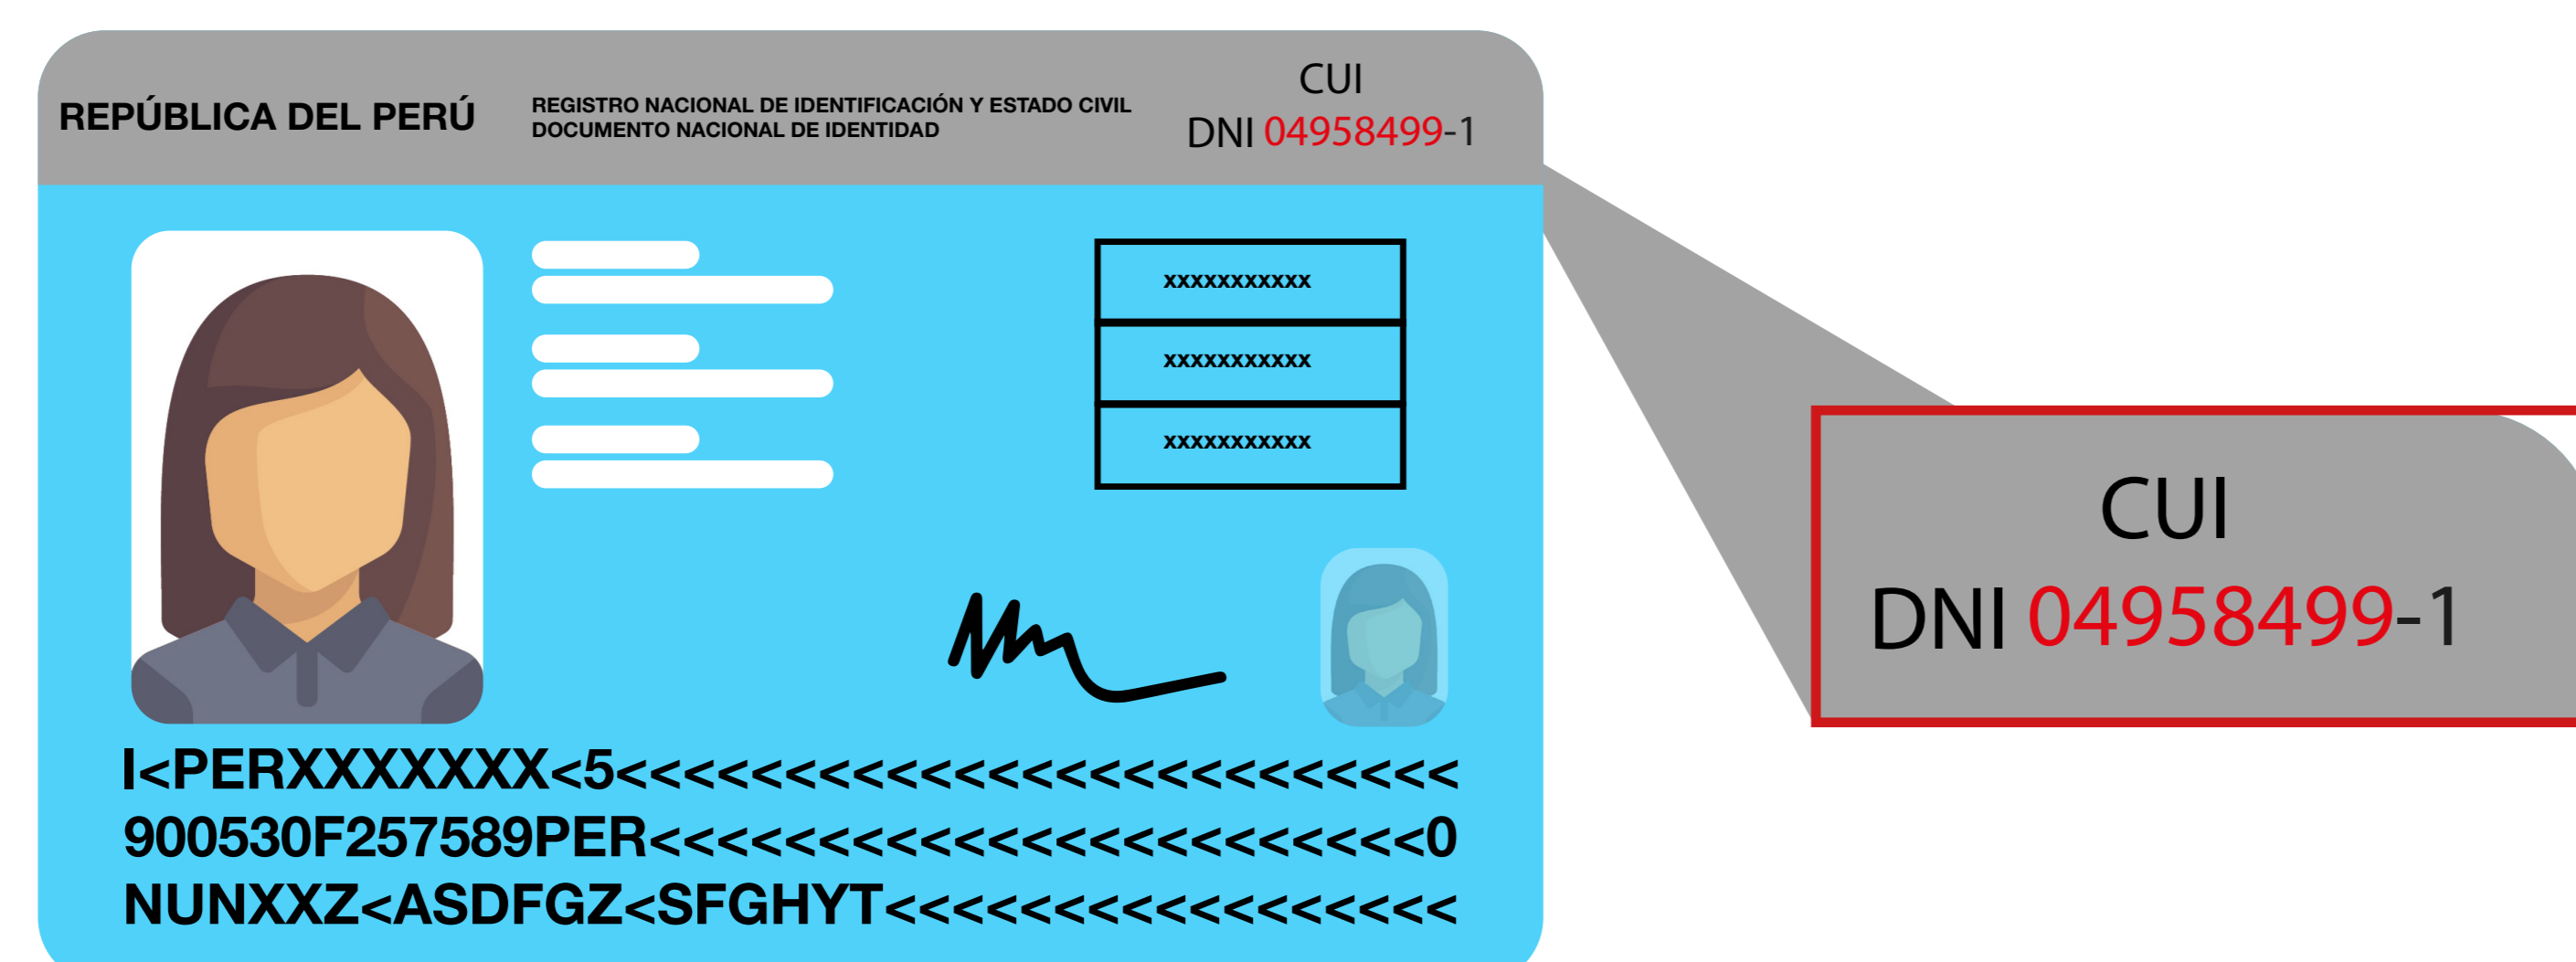 REPÚBLICA DEL PERÚ
REGISTRO NACIONAL DE IDENTIFICACIÓN Y ESTADO CIVIL
DOCUMENTO NACIONAL DE IDENTIDAD
CUI
DNI 04958499-1
xxxxxxxxxxx
xxxxxxxxxxx
xxxxxxxxxxx
CUI
DNI 04958499-1
I<PERXXXXXXX<5<<<<<<<<<<<<<<<<<<<<<<<<<
900530F257589PER<<<<<<<<<<<<<<<<<<<<<<<0
NUNXXZ<ASDFGZ<SFGHYT<<<<<<<<<<<<<<<<<